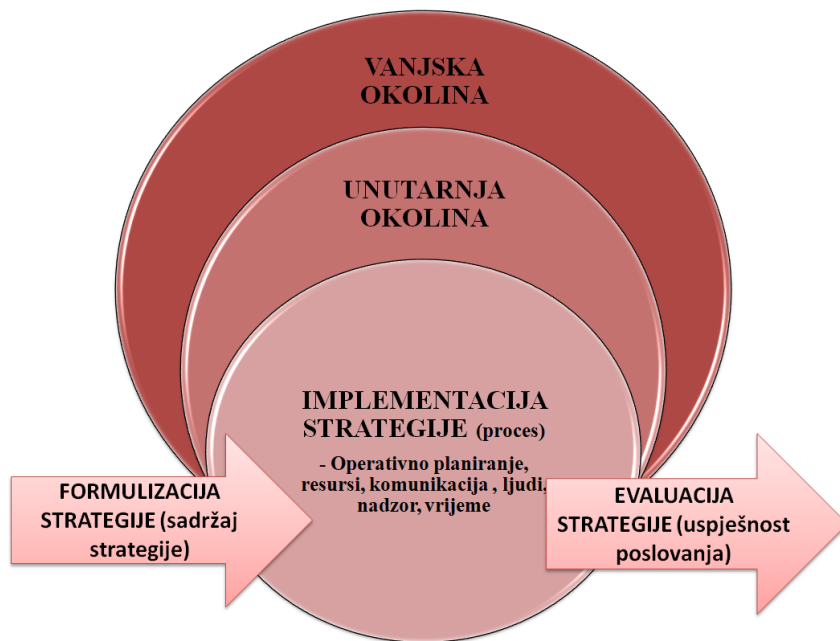 VANJSKA
OKOLINA
UNUTARNJA
OKOLINA
IMPLEMENTACIJA
STRATEGIJE (proces)
- Operativno planiranje,
resursi, komunikacija , ljudi,
nadzor, vrijeme
FORMULIZACIJA
STRATEGIJE (sadržaj
strategije)
EVALUACIJA
STRATEGIJE (uspješnost
poslovanja)